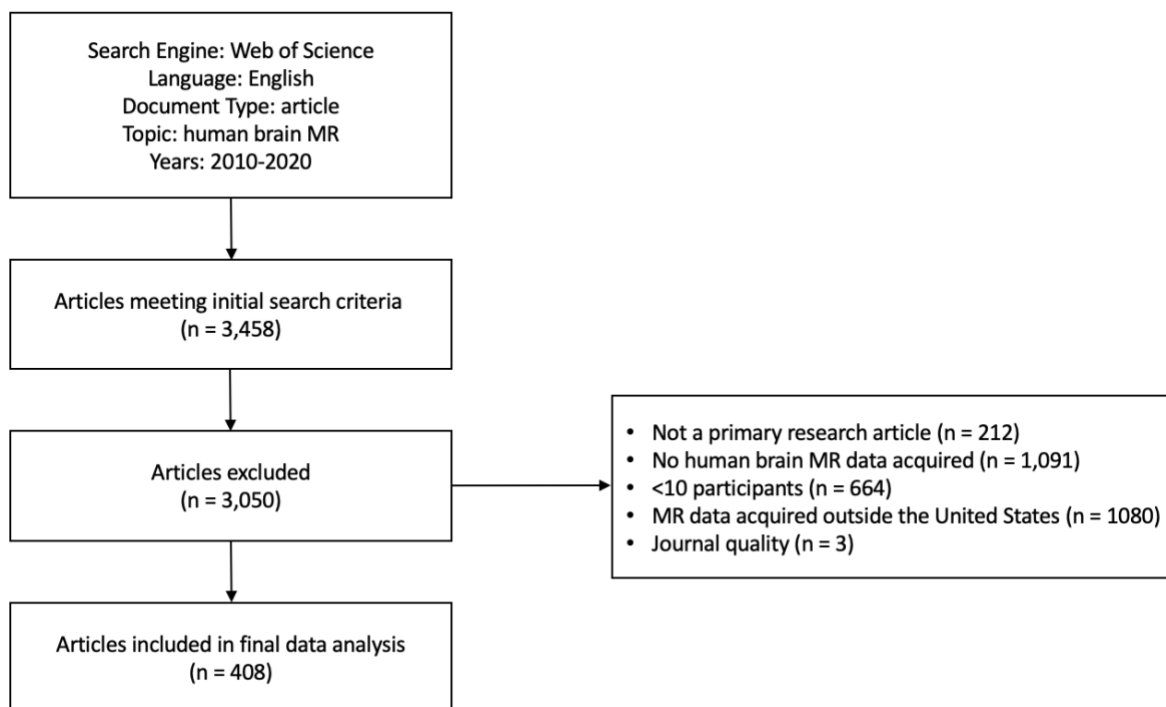 Search Engine: Web of Science
Language: English
Document Type: article
Topic: human brain MR
Years: 2010-2020
Articles meeting initial search criteria
(n = 3,458)
Articles excluded
(n = 3,050)
• Not a primary research article (n = 212)
• No human brain MR data acquired (n = 1,091)
• <10 participants (n = 664)
• MR data acquired outside the United States (n = 1080)
• Journal quality (n = 3)
Articles included in final data analysis
(n = 408)